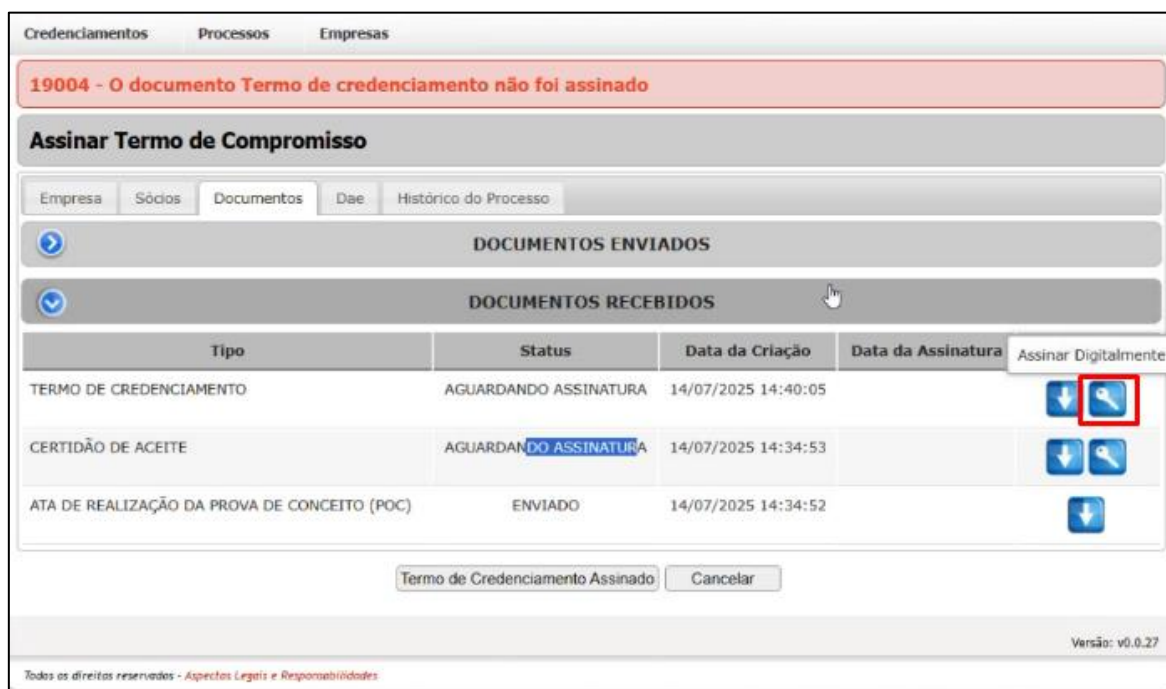 Credenciamentos Processos Empresas
19004 - O documento Termo de credenciamento não foi assinado
Assinar Termo de Compromisso
Empresa Sócios Documentos Dae Histórico do Processo
DOCUMENTOS ENVIADOS
DOCUMENTOS RECEBIDOS
Tipo Status Data da Criação Data da Assinatura Assinar Digitalmente
TERMO DE CREDENCIAMENTO AGUARDANDO ASSINATURA 14/07/2025 14:40:05
CERTIDÃO DE ACEITE AGUARDANDO ASSINATURA 14/07/2025 14:34:53
ATA DE REALIZAÇÃO DA PROVA DE CONCEITO (POC) ENVIADO 14/07/2025 14:34:52
Termo de Credenciamento Assinado Cancelar
Versão: v0.0.27
Todos os direitos reservados - Aspectos Legais e Responsabilidades